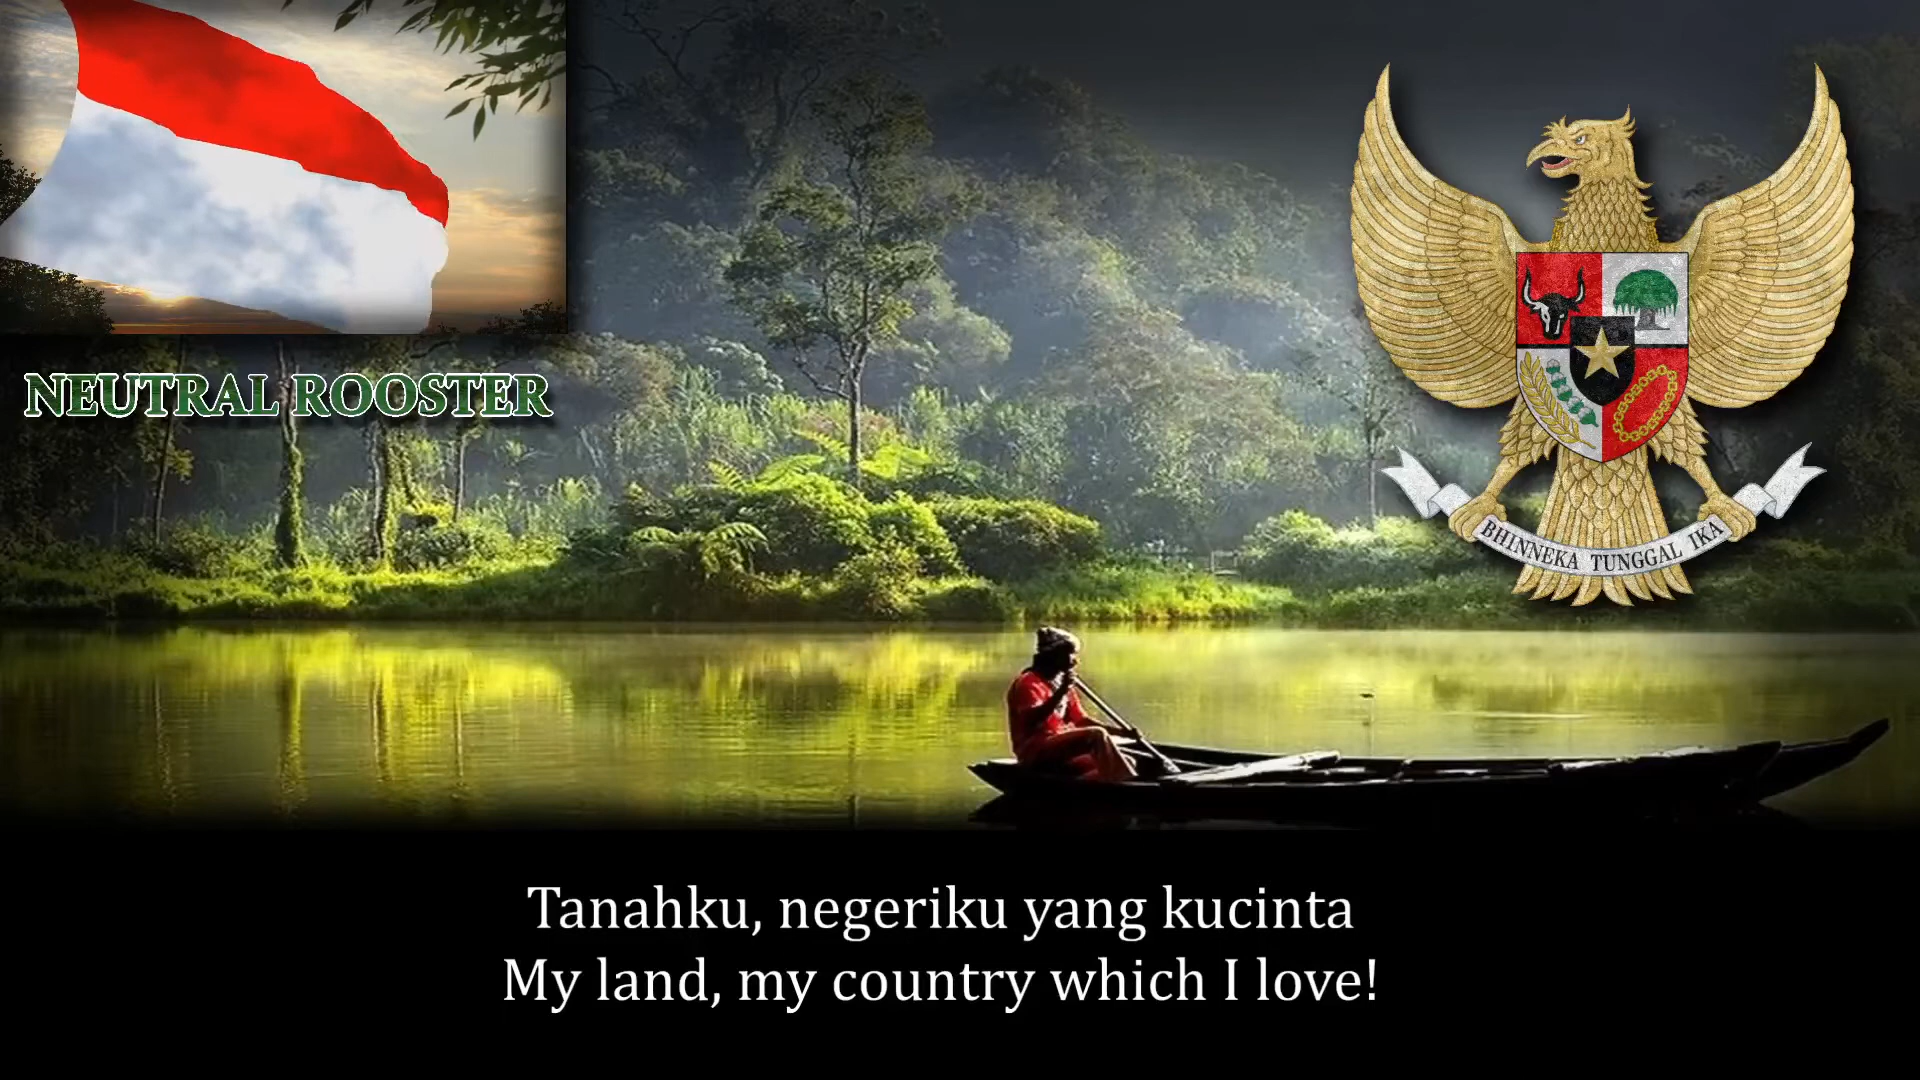 NEUTRAL ROOSTER
BHINNEKA TUNGGAL IKA
Tanahku, negeriku yang kucinta
My land, my country which I love!